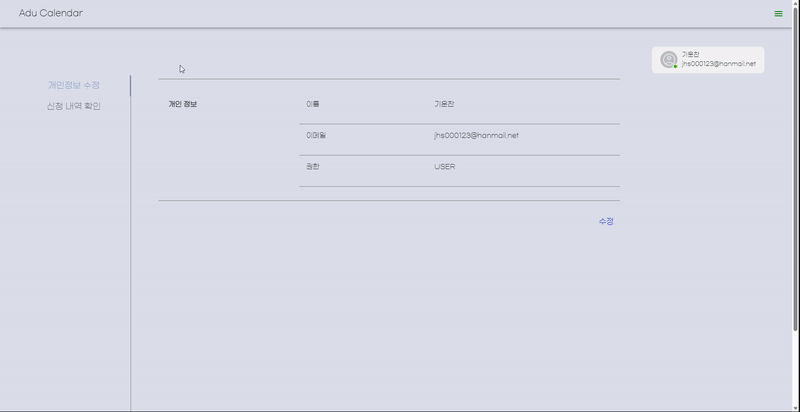 Adu Calendar
기운찬
jhs000123@hanmail.net
개인정보 수정
신청 내역 확인
개인 정보
이름
기운찬
이메일
jhs000123@hanmail.net
권한
USER
수정